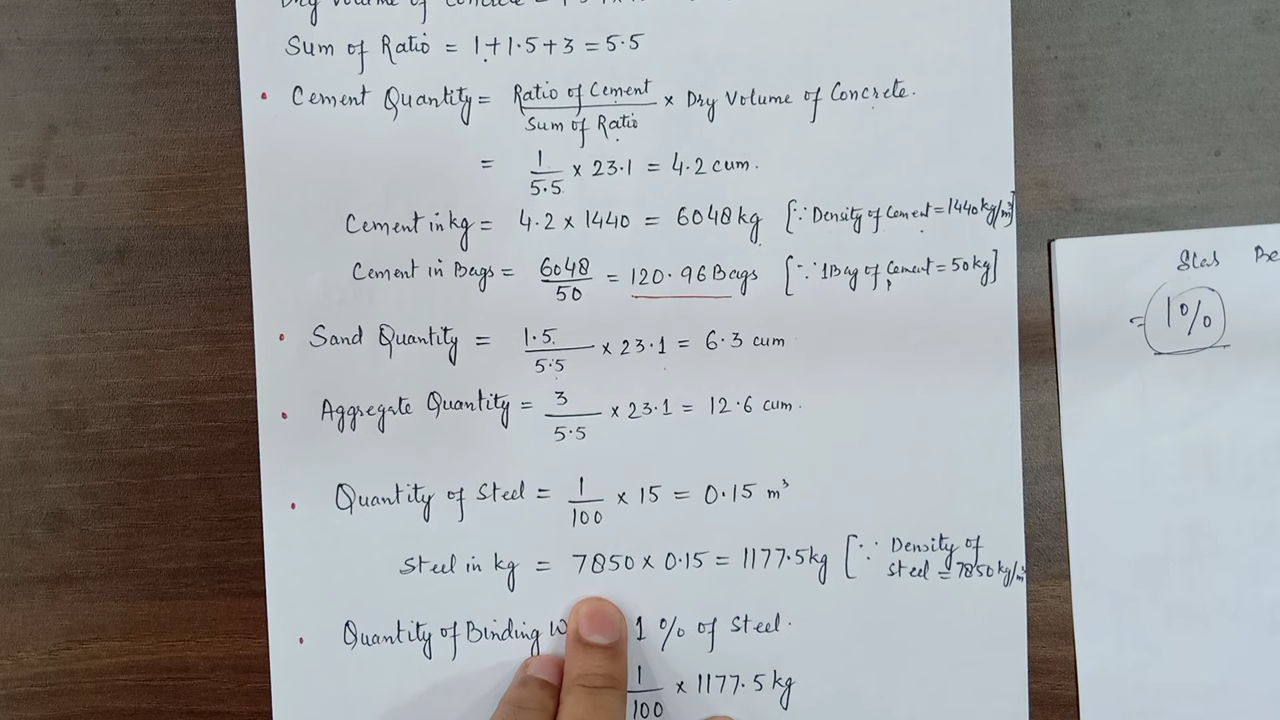 Dry Volume of Concrete = 1.54 ×
Sum of Ratio = 1+1.5+3 = 5.5
• Cement Quantity = Ratio of Cement / Sum of Ratio × Dry Volume of Concrete.
= 1/5.5 × 23.1 = 4.2 cum.
Cement in kg = 4.2 × 1440 = 6048 kg [∵ Density of Cement = 1440 kg/m³]
Cement in Bags = 6048/50 = 120.96 Bags [∵ 1 Bag of Cement = 50 kg]
• Sand Quantity = 1.5/5.5 × 23.1 = 6.3 cum
• Aggregate Quantity = 3/5.5 × 23.1 = 12.6 cum.
• Quantity of Steel = 1/100 × 15 = 0.15 m³
Steel in kg = 7850 × 0.15 = 1177.5 kg [∵ Density of
Steel = 7850 kg/m³
• Quantity of Binding 1 % of Steel.
1/100 × 1177.5 kg
Slab
= 1%